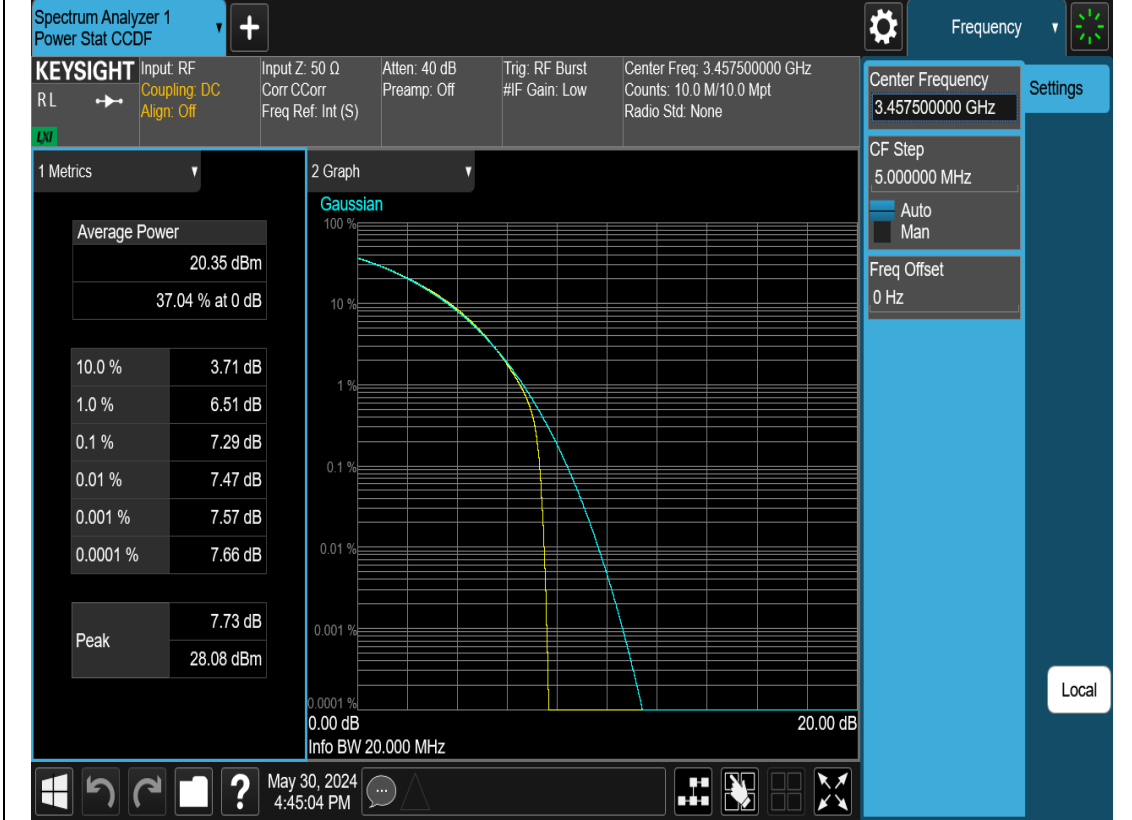 Spectrum Analyzer 1
Power Stat CCDF
Frequency
KEYSIGHT
RL
LXI
Input: RF
Coupling: DC
Align: Off
Input Z: 50 Ω
Corr CCorr
Freq Ref: Int (S)
Atten: 40 dB
Preamp: Off
Trig: RF Burst
#IF Gain: Low
Center Freq: 3.457500000 GHz
Counts: 10.0 M/10.0 Mpt
Radio Std: None
Center Frequency
3.457500000 GHz
Settings
CF Step
5.000000 MHz
Auto
Man
Freq Offset
0 Hz
Local
1 Metrics
Average Power
20.35 dBm
37.04 % at 0 dB
10.0 % 3.71 dB
1.0 % 6.51 dB
0.1 % 7.29 dB
0.01 % 7.47 dB
0.001 % 7.57 dB
0.0001 % 7.66 dB
Peak
7.73 dB
28.08 dBm
2 Graph
Gaussian
100 %
10 %
1 %
0.1 %
0.01 %
0.001 %
0.0001 %
0.00 dB 20.00 dB
Info BW 20.000 MHz
?
May 30, 2024
4:45:04 PM